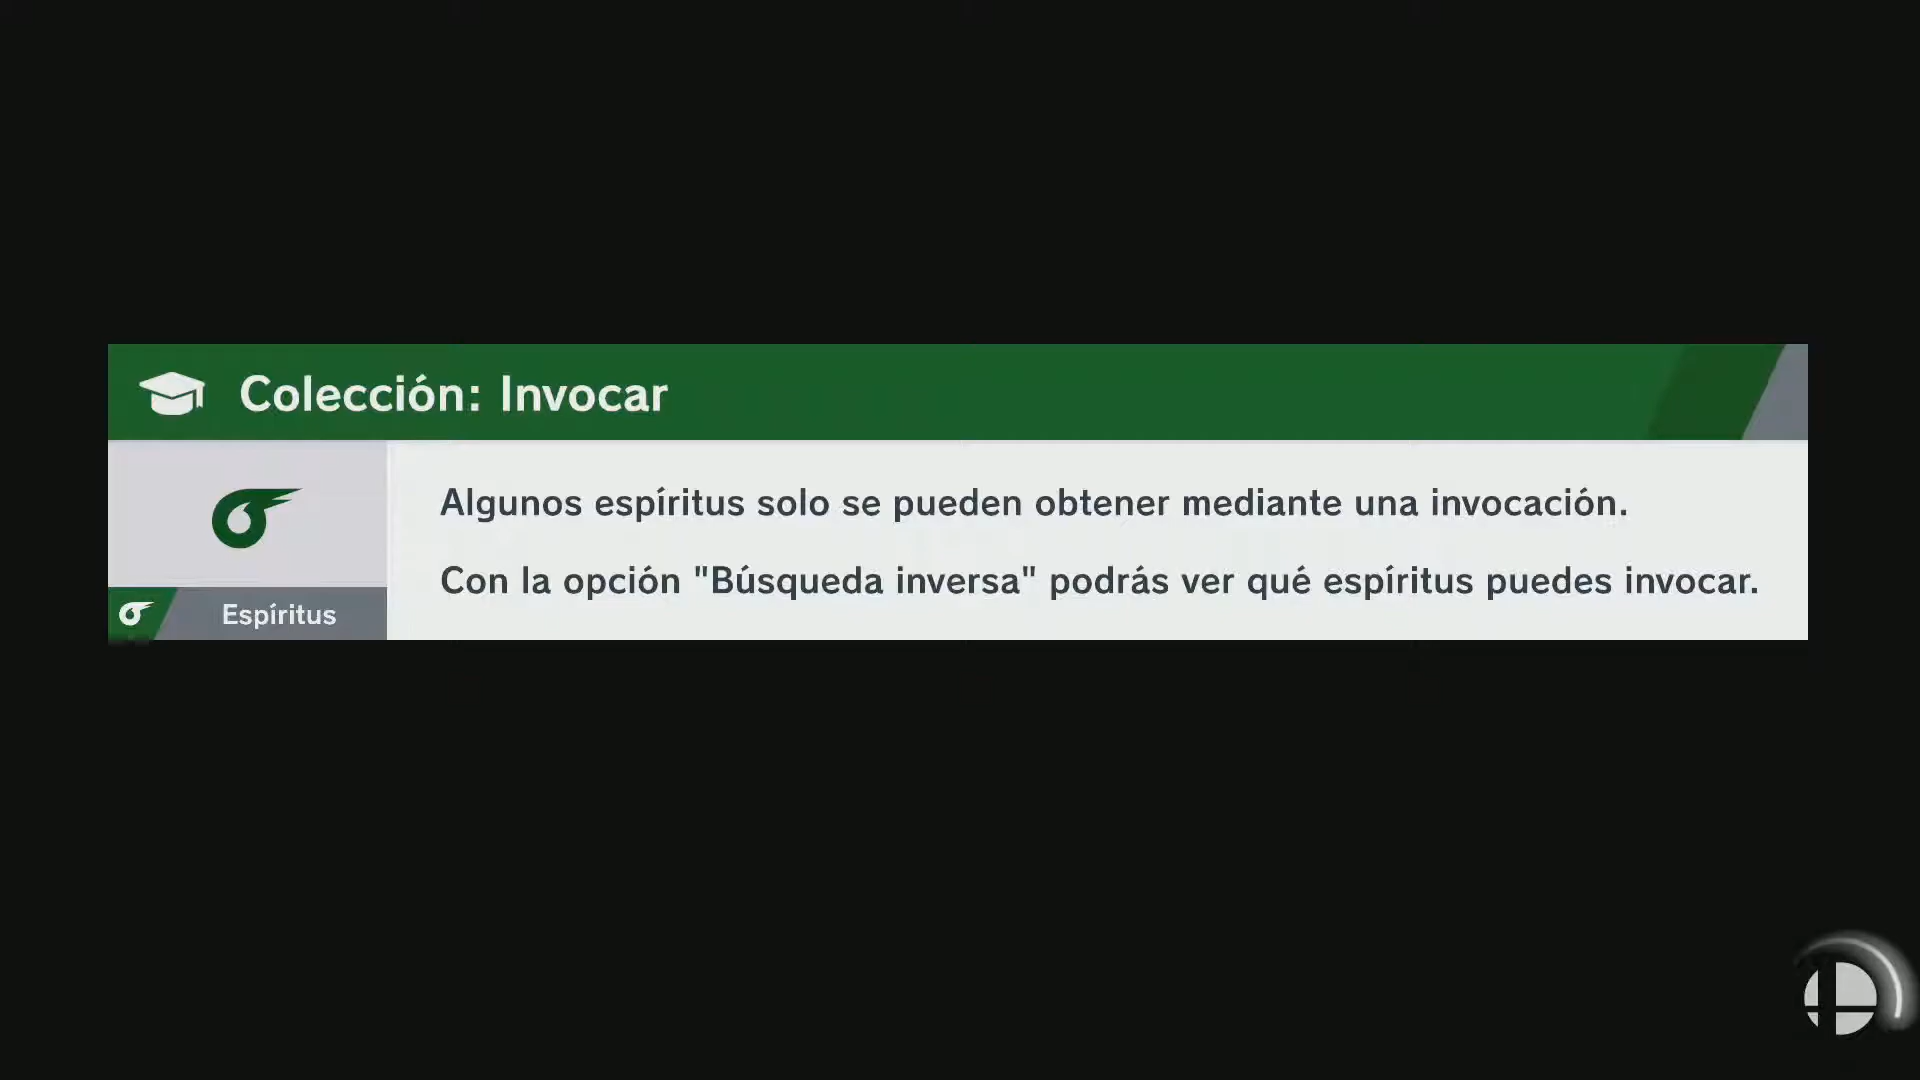 Colección: Invocar
Algunos espíritus solo se pueden obtener mediante una invocación.
Con la opción "Búsqueda inversa" podrás ver qué espíritus puedes invocar.
Espíritus